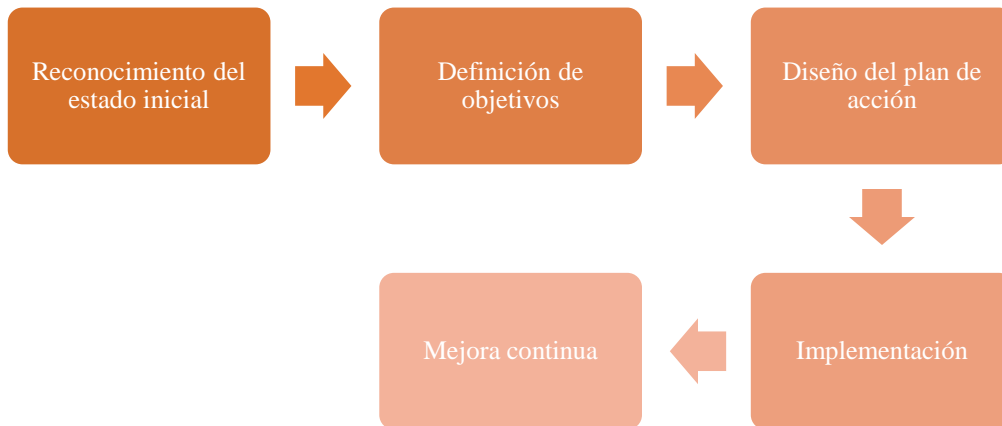 Reconocimiento del
estado inicial
Definición de
objetivos
Diseño del plan de
acción
Implementación
Mejora continua